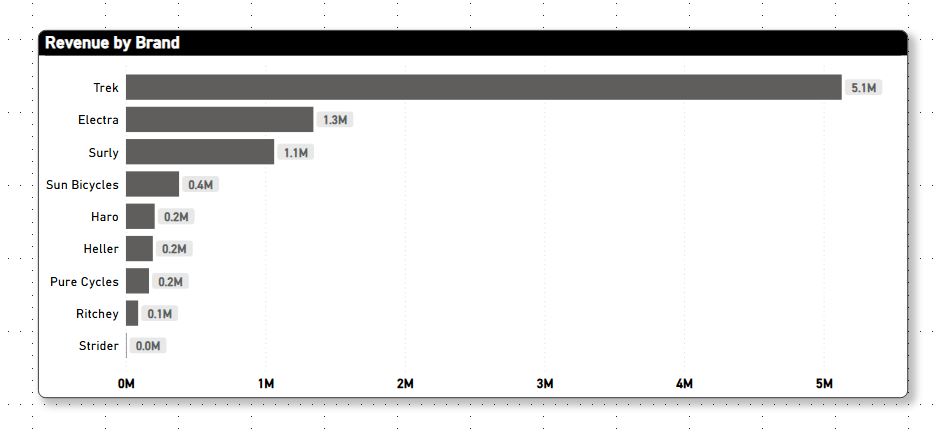 Revenue by Brand
Trek 5.1M
Electra 1.3M
Surly 1.1M
Sun Bicycles 0.4M
Haro 0.2M
Heller 0.2M
Pure Cycles 0.2M
Ritchey 0.1M
Strider 0.0M
0M 1M 2M 3M 4M 5M